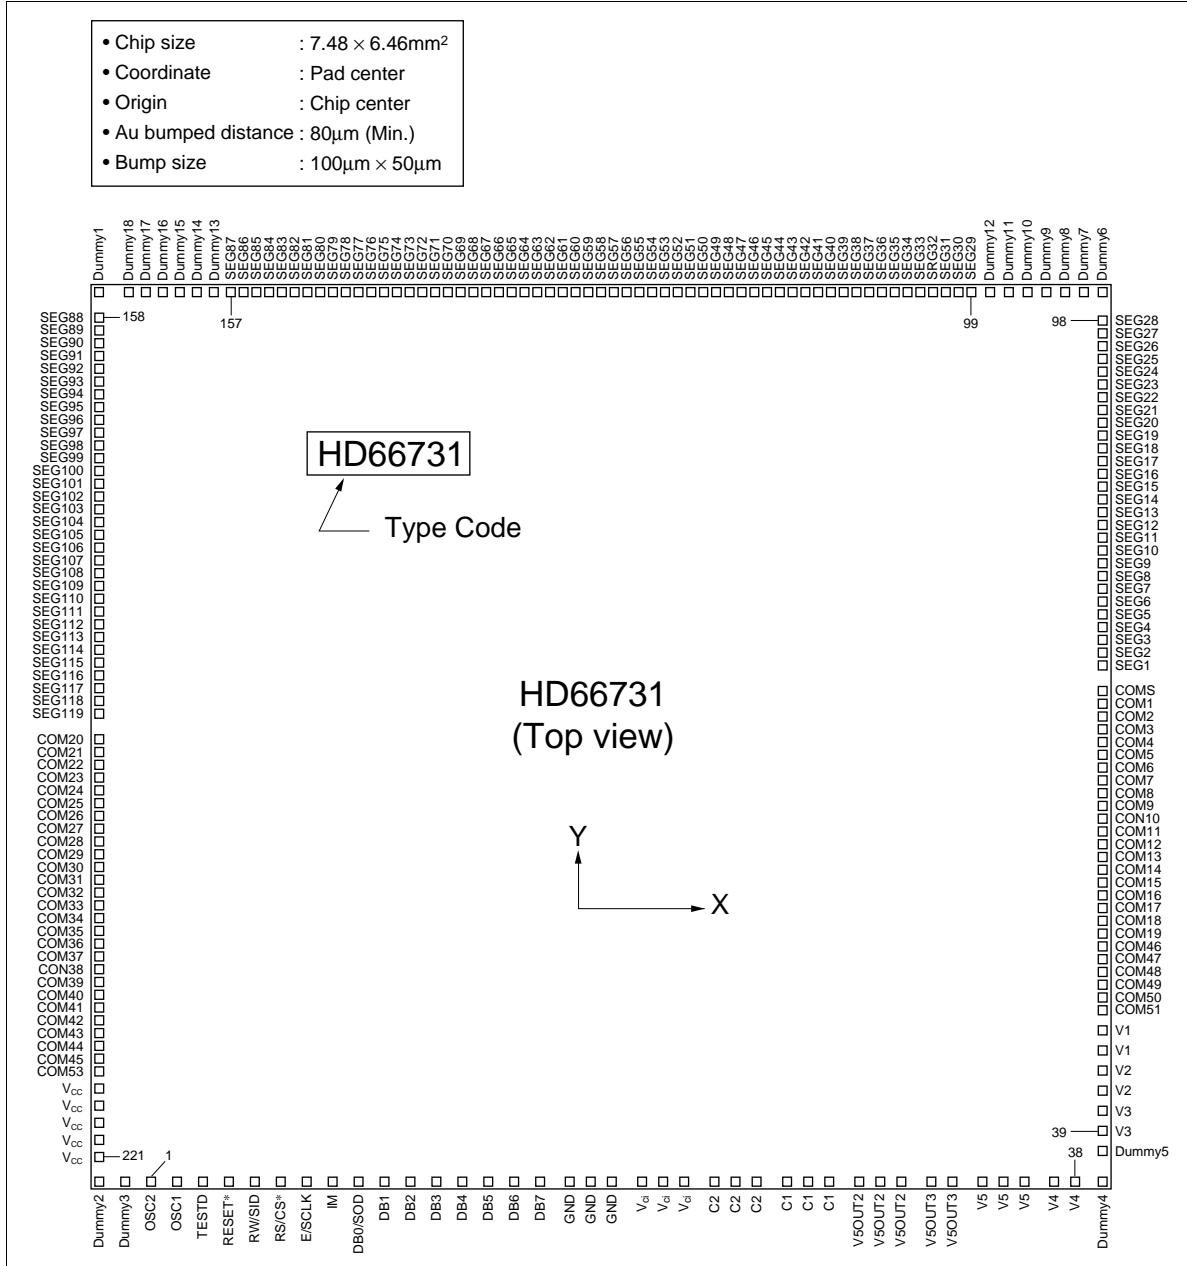 • Chip size : 7.48 × 6.46mm²
• Coordinate : Pad center
• Origin : Chip center
• Au bumped distance : 80µm (Min.)
• Bump size : 100µm × 50µm
Dummy1
Dummy18
Dummy17
Dummy16
Dummy15
Dummy14
Dummy13
SEG87
SEG86
SEG85
SEG84
SEG83
SEG82
SEG81
SEG80
SEG79
SEG78
SEG77
SEG76
SEG75
SEG74
SEG73
SEG72
SEG71
SEG70
SEG69
SEG68
SEG67
SEG66
SEG65
SEG64
SEG63
SEG62
SEG61
SEG60
SEG59
SEG58
SEG57
SEG56
SEG55
SEG54
SEG53
SEG52
SEG51
SEG50
SEG49
SEG48
SEG47
SEG46
SEG45
SEG44
SEG43
SEG42
SEG41
SEG40
SEG39
SEG38
SEG37
SEG36
SEG35
SEG34
SEG33
SRG32
SEG31
SEG30
SEG29
Dummy12
Dummy11
Dummy10
Dummy9
Dummy8
Dummy7
Dummy6
158
157
99
98
SEG88
SEG89
SEG90
SEG91
SEG92
SEG93
SEG94
SEG95
SEG96
SEG97
SEG98
SEG99
SEG100
SEG101
SEG102
SEG103
SEG104
SEG105
SEG106
SEG107
SEG108
SEG109
SEG110
SEG111
SEG112
SEG113
SEG114
SEG115
SEG116
SEG117
SEG118
SEG119
COM20
COM21
COM22
COM23
COM24
COM25
COM26
COM27
COM28
COM29
COM30
COM31
COM32
COM33
COM34
COM35
COM36
COM37
CON38
COM39
COM40
COM41
COM42
COM43
COM44
COM45
COM53
VCC
VCC
VCC
VCC
VCC
HD66731
Type Code
HD66731
(Top view)
Y
X
SEG28
SEG27
SEG26
SEG25
SEG24
SEG23
SEG22
SEG21
SEG20
SEG19
SEG18
SEG17
SEG16
SEG15
SEG14
SEG13
SEG12
SEG11
SEG10
SEG9
SEG8
SEG7
SEG6
SEG5
SEG4
SEG3
SEG2
SEG1
COMS
COM1
COM2
COM3
COM4
COM5
COM6
COM7
COM8
COM9
CON10
COM11
COM12
COM13
COM14
COM15
COM16
COM17
COM18
COM19
COM46
COM47
COM48
COM49
COM50
COM51
V1
V1
V2
V2
V3
V3
Dummy5
221
1
39
38
Dummy2
Dummy3
OSC2
OSC1
TESTD
RESET*
RW/SID
RS/CS*
E/SCLK
IM
DB0/SOD
DB1
DB2
DB3
DB4
DB5
DB6
DB7
GND
GND
GND
Vci
Vci
Vci
C2
C2
C2
C1
C1
C1
V5OUT2
V5OUT2
V5OUT2
V5OUT3
V5OUT3
V5
V5
V5
V4
V4
Dummy4